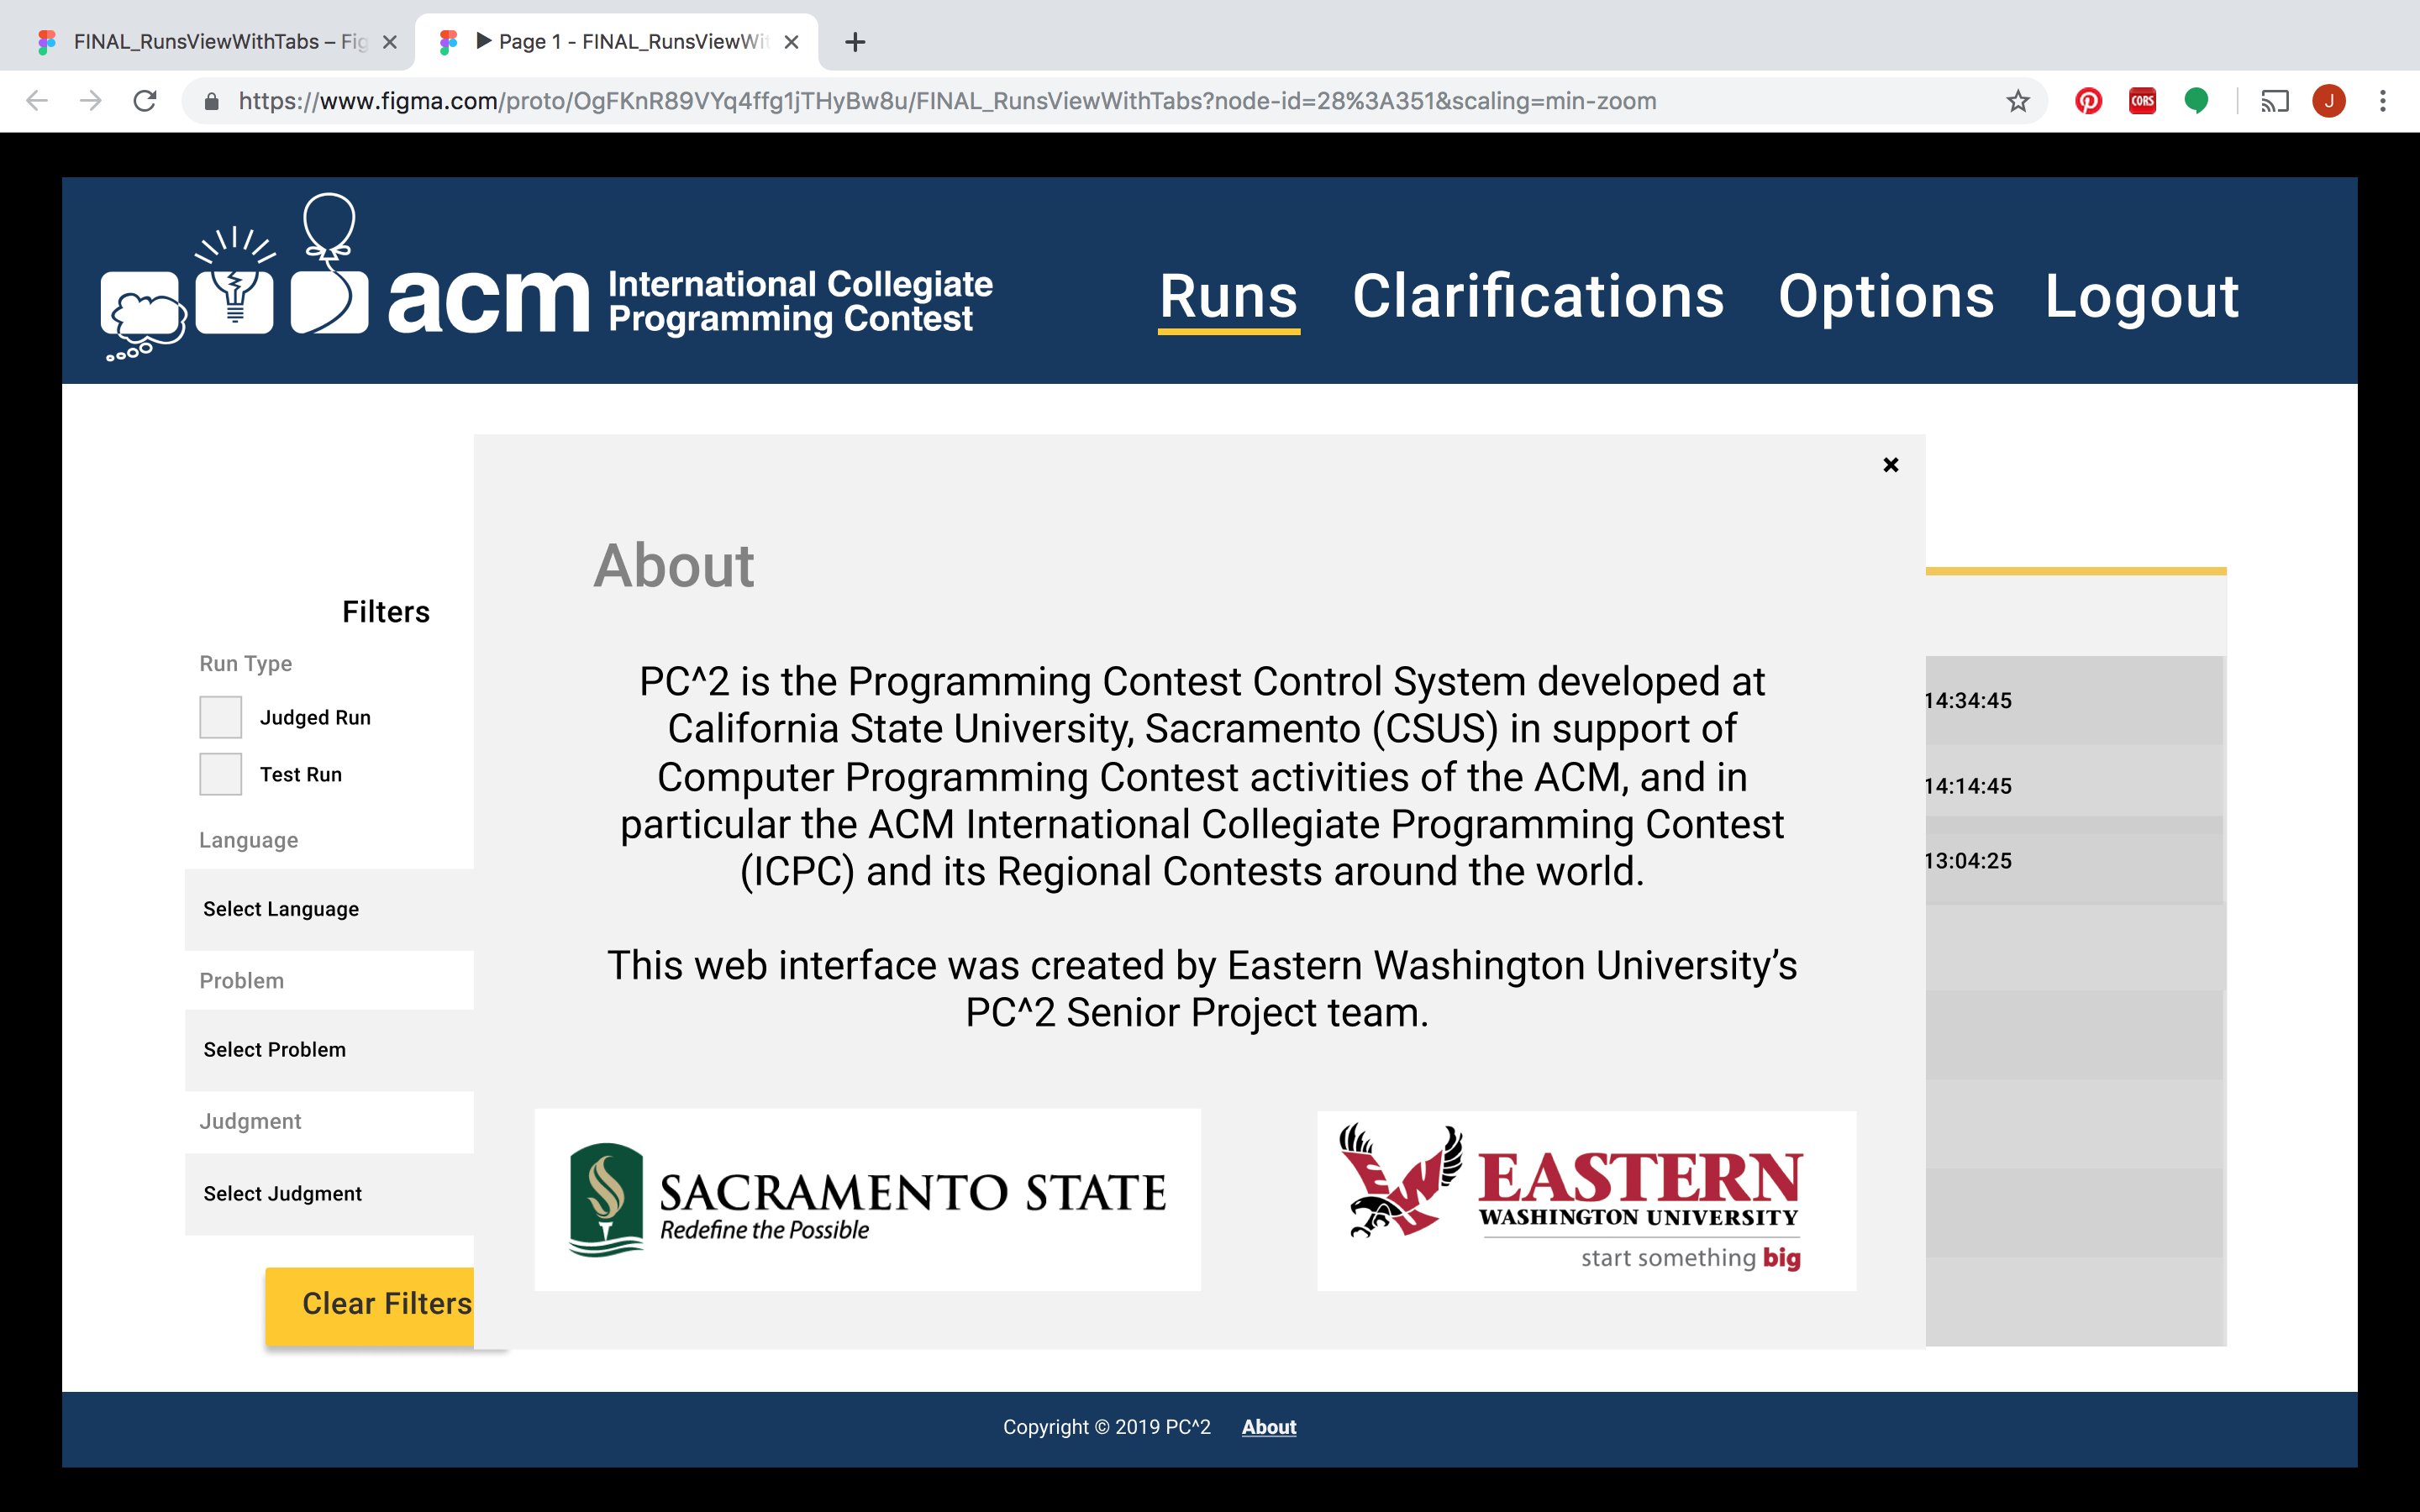 FINAL_RunsViewWithTabs – Fig
▶ Page 1 - FINAL_RunsViewWit
https://www.figma.com/proto/OgFKnR89VYq4ffg1jTHyBw8u/FINAL_RunsViewWithTabs?node-id=28%3A351&scaling=min-zoom
CORS
J
acm International Collegiate
Programming Contest
Runs Clarifications Options Logout
About
PC^2 is the Programming Contest Control System developed at
California State University, Sacramento (CSUS) in support of
Computer Programming Contest activities of the ACM, and in
particular the ACM International Collegiate Programming Contest
(ICPC) and its Regional Contests around the world.
This web interface was created by Eastern Washington University’s
PC^2 Senior Project team.
SACRAMENTO STATE
Redefine the Possible
EW
EASTERN
WASHINGTON UNIVERSITY
start something big
Filters
Run Type
Judged Run
Test Run
Language
Select Language
Problem
Select Problem
Judgment
Select Judgment
Clear Filters
14:34:45
14:14:45
13:04:25
Copyright © 2019 PC^2 About